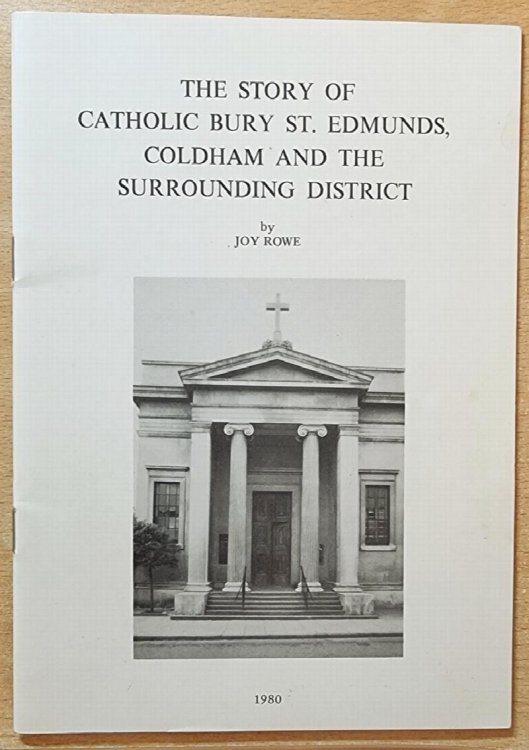 THE STORY OF
CATHOLIC BURY ST. EDMUNDS,
COLDHAM AND THE
SURROUNDING DISTRICT
by
JOY ROWE
1980